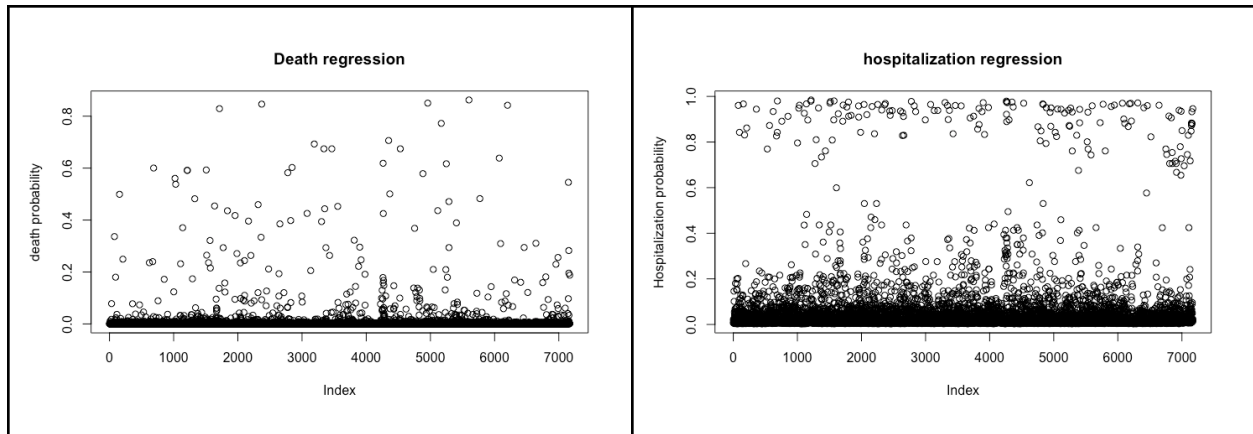 Death regression
death probability
0.8
0.6
0.4
0.2
0.0
0 1000 2000 3000 4000 5000 6000 7000
Index
hospitalization regression
Hospitalization probability
1.0
0.8
0.6
0.4
0.2
0.0
0 1000 2000 3000 4000 5000 6000 7000
Index